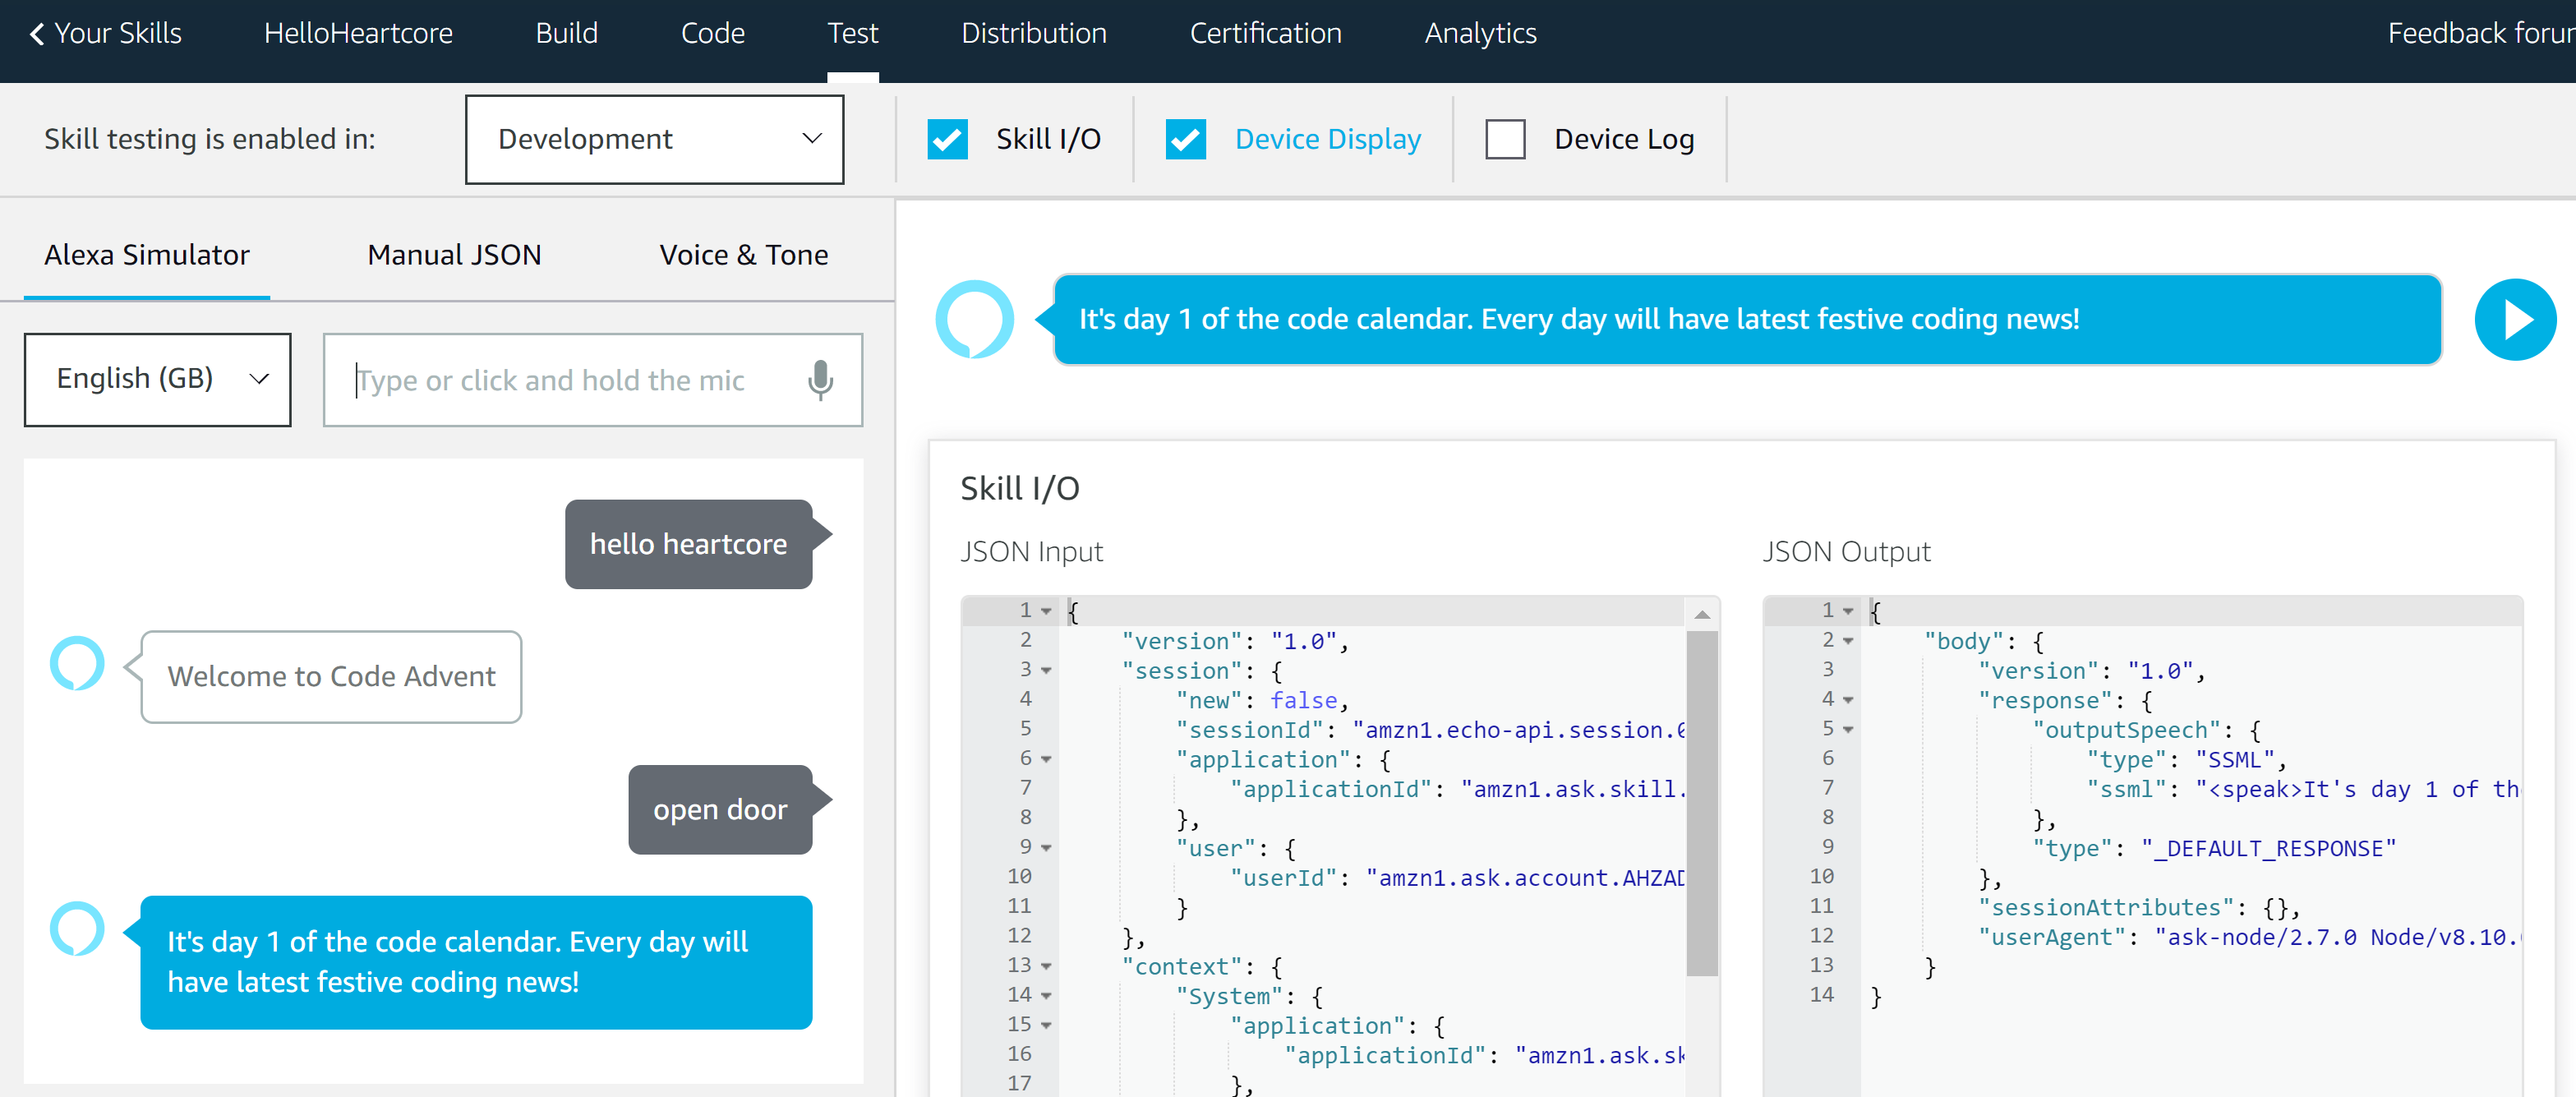 Your Skills HelloHeartcore Build Code Test Distribution Certification Analytics Feedback
Skill testing is enabled in: Development Skill I/O Device Display Device Log
Alexa Simulator Manual JSON Voice & Tone
English (GB) Type or click and hold the mic
hello heartcore
Welcome to Code Advent
open door
It's day 1 of the code calendar. Every day will
have latest festive coding news!
It's day 1 of the code calendar. Every day will have latest festive coding news!
Skill I/O
JSON Input
1 {
2 "version": "1.0",
3 "session": {
4 "new": false,
5 "sessionId": "amzn1.echo-api.session.
6 "application": {
7 "applicationId": "amzn1.ask.skill.
8 },
9 "user": {
10 "userId": "amzn1.ask.account.AHZAD
11 }
12 },
13 "context": {
14 "System": {
15 "application": {
16 "applicationId": "amzn1.ask.sk
17 },
JSON Output
1 {
2 "body": {
3 "version": "1.0",
4 "response": {
5 "outputSpeech": {
6 "type": "SSML",
7 "ssml": "<speak>It's day 1 of th
8 },
9 "type": "_DEFAULT_RESPONSE"
10 },
11 "sessionAttributes": {},
12 "userAgent": "ask-node/2.7.0 Node/v8.10.
13 }
14 }